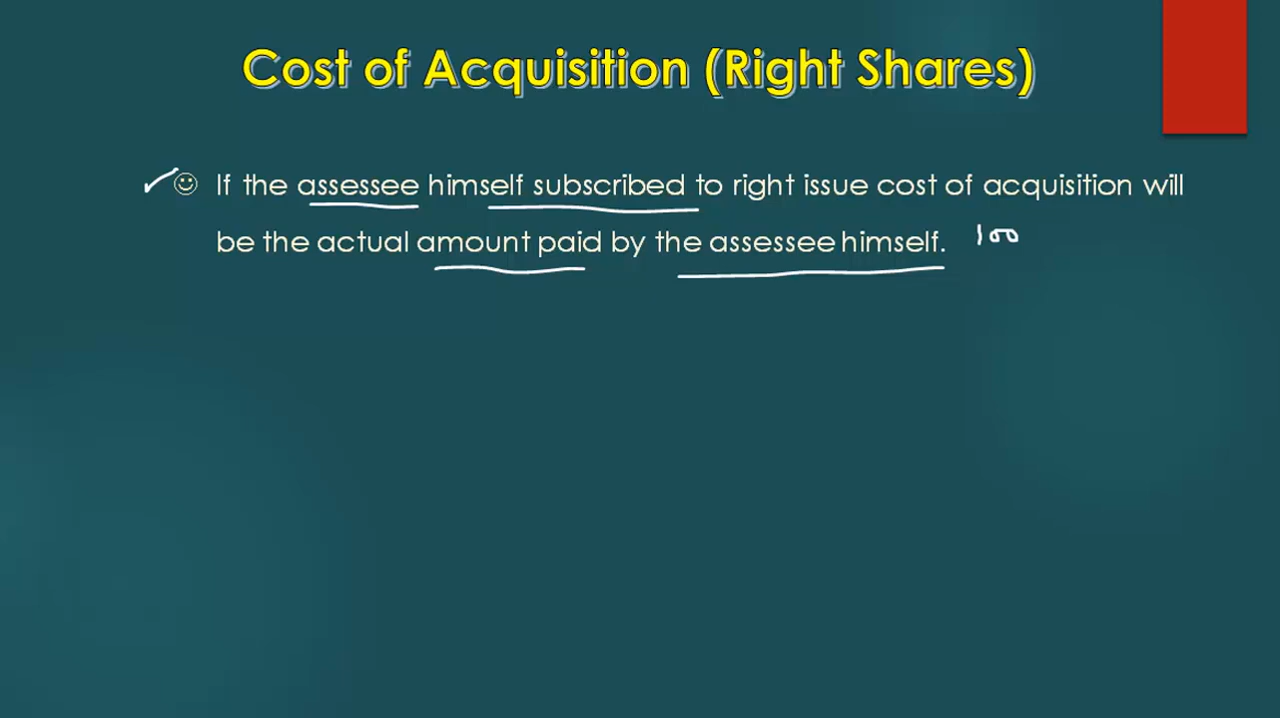 Cost of Acquisition (Right Shares)
If the assessee himself subscribed to right issue cost of acquisition will
be the actual amount paid by the assessee himself. 100